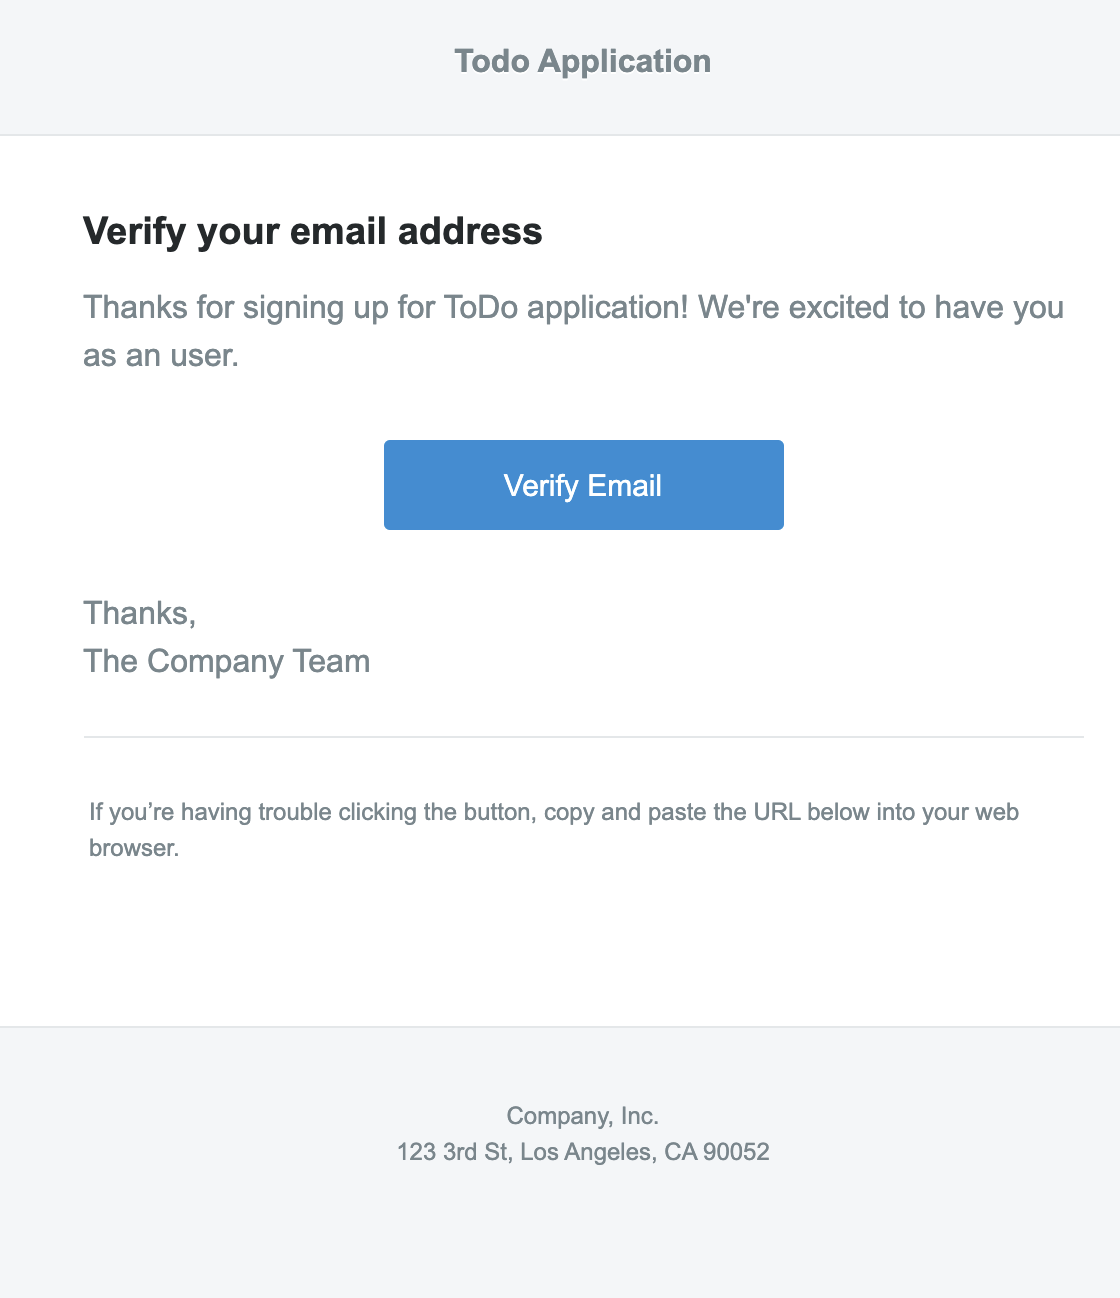 Todo Application
Verify your email address
Thanks for signing up for ToDo application! We're excited to have you
as an user.
Verify Email
Thanks,
The Company Team
If you’re having trouble clicking the button, copy and paste the URL below into your web
browser.
Company, Inc.
123 3rd St, Los Angeles, CA 90052